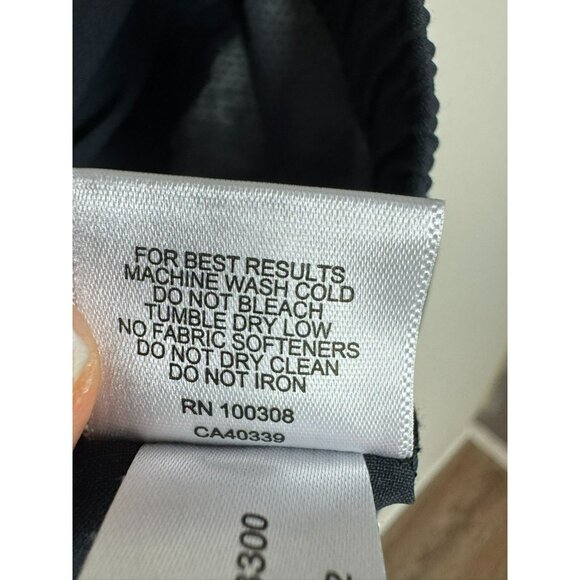 FOR BEST RESULTS
MACHINE WASH COLD
DO NOT BLEACH
TUMBLE DRY LOW
NO FABRIC SOFTENERS
DO NOT DRY CLEAN
DO NOT IRON
RN 100308
CA40339